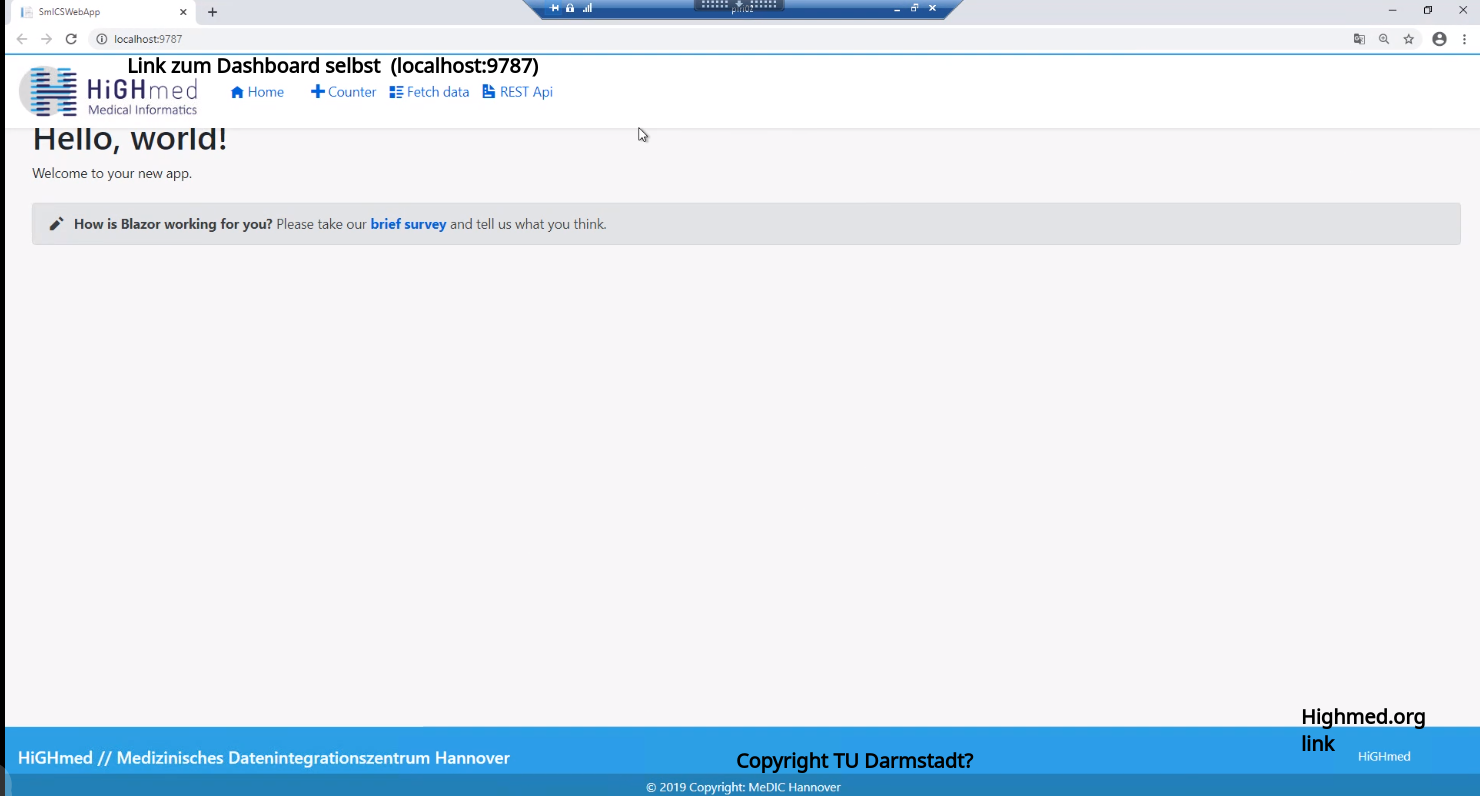 SmICSWebApp
localhost:9787
Link zum Dashboard selbst (localhost:9787)
HiGHmed
Medical Informatics
Home Counter Fetch data REST Api
Hello, world!
Welcome to your new app.
How is Blazor working for you? Please take our brief survey and tell us what you think.
Highmed.org
link
HiGHmed // Medizinisches Datenintegrationszentrum Hannover
Copyright TU Darmstadt?
HiGHmed
© 2019 Copyright: MeDIC Hannover